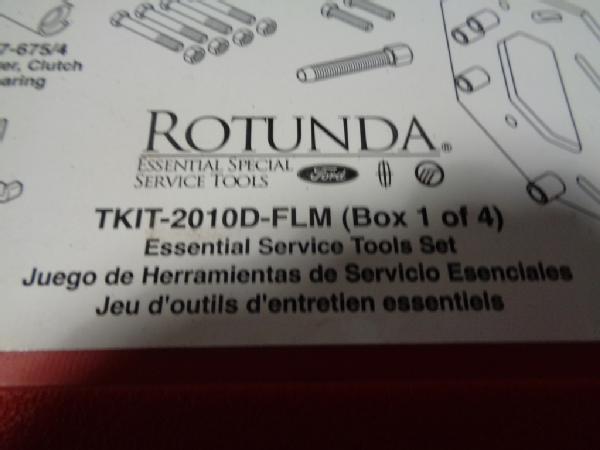 7-675/4
er, Clutch
earing
ROTUNDA®
ESSENTIAL SPECIAL
SERVICE TOOLS
Ford
TKIT-2010D-FLM (Box 1 of 4)
Essential Service Tools Set
Juego de Herramientas de Servicio Esenciales
Jeu d'outils d'entretien essentiels